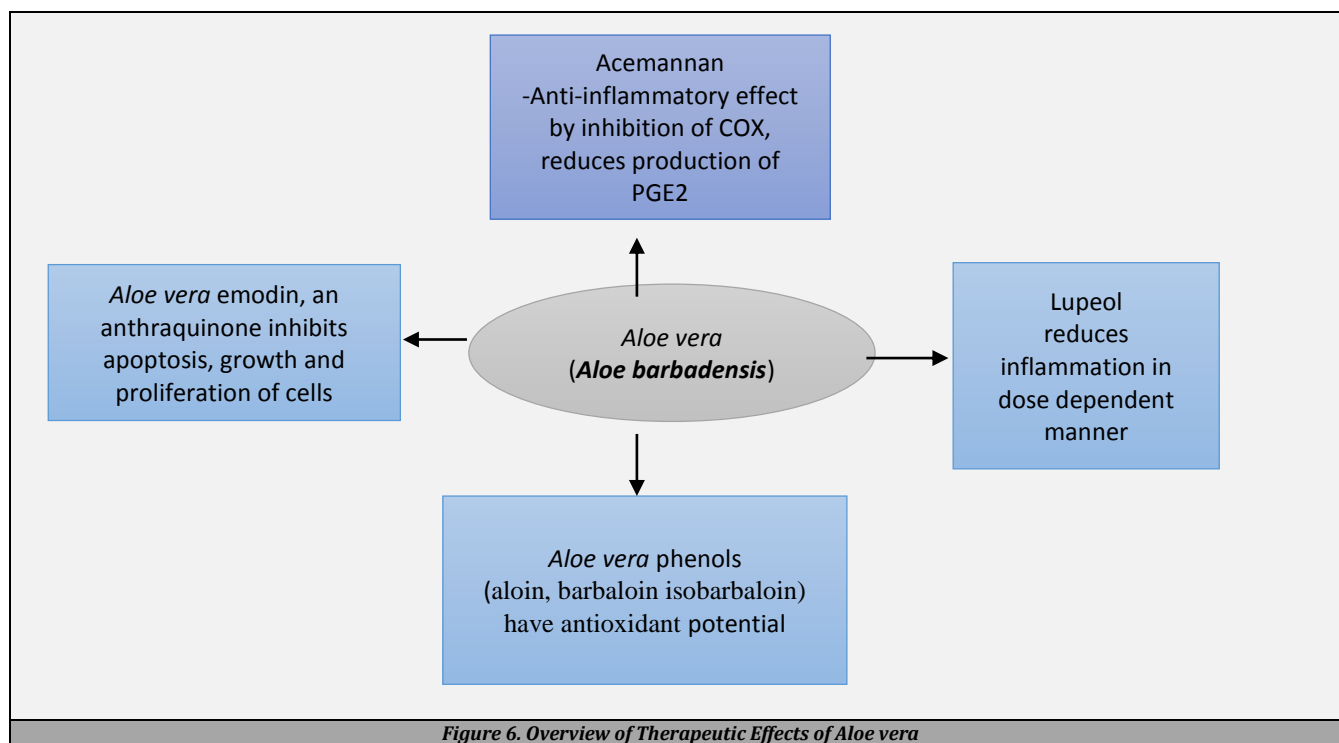 Acemannan
-Anti-inflammatory effect
by inhibition of COX,
reduces production of
PGE2
Aloe vera emodin, an
anthraquinone inhibits
apoptosis, growth and
proliferation of cells
Aloe vera
(Aloe barbadensis)
Lupeol
reduces
inflammation in
dose dependent
manner
Aloe vera phenols
(aloin, barbaloin isobarbaloin)
have antioxidant potential
Figure 6. Overview of Therapeutic Effects of Aloe vera